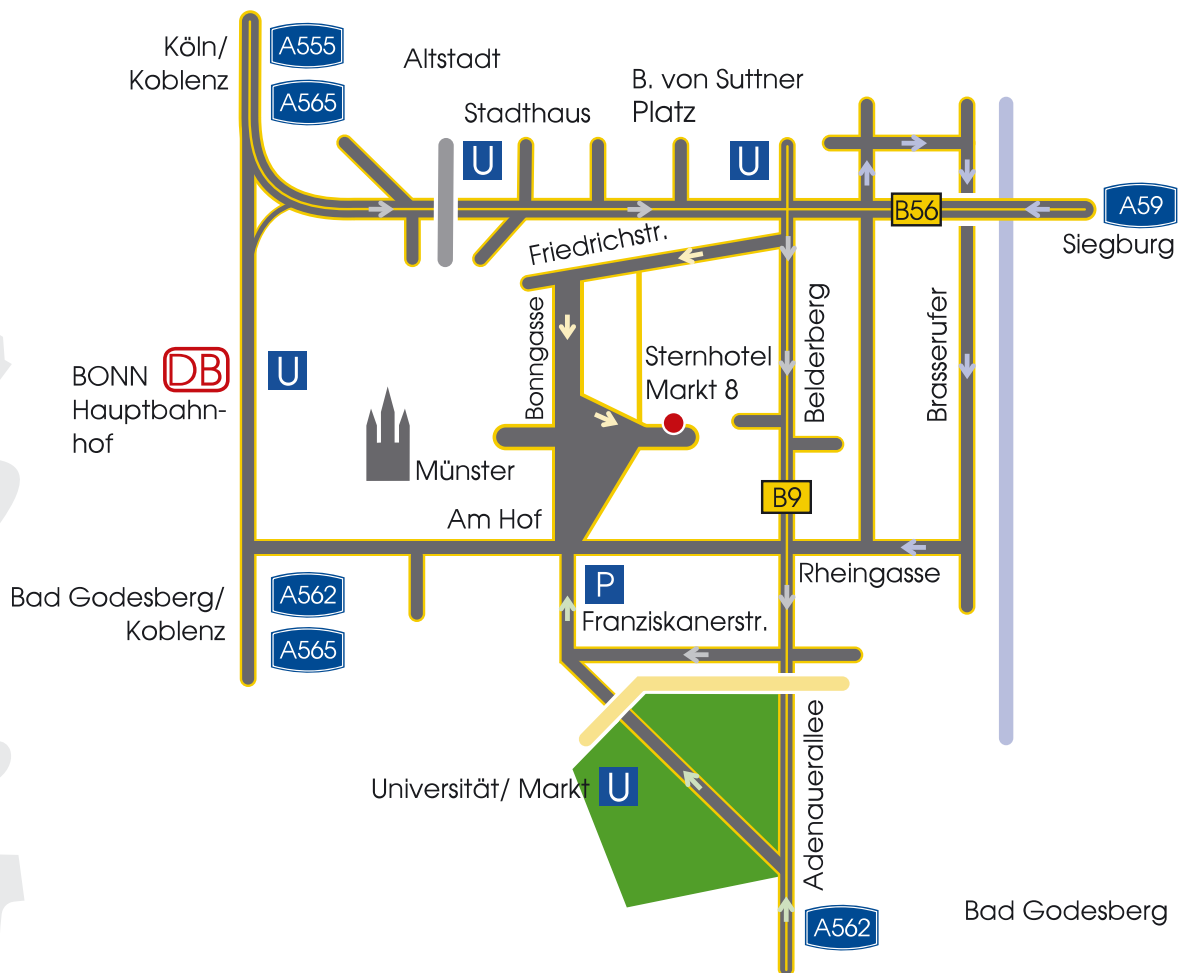 Köln/
Koblenz
A555
A565
Altstadt
Stadthaus
U
B. von Suttner
Platz
U
B56
A59
Siegburg
Friedrichstr.
Bonngasse
Sternhotel
Markt 8
Belderberg
Brasserufer
BONN DB
Hauptbahn-
hof
U
Münster
Am Hof
B9
Rheingasse
P
Franziskanerstr.
Bad Godesberg/
Koblenz
A562
A565
Universität/ Markt U
Adenauerallee
A562
Bad Godesberg